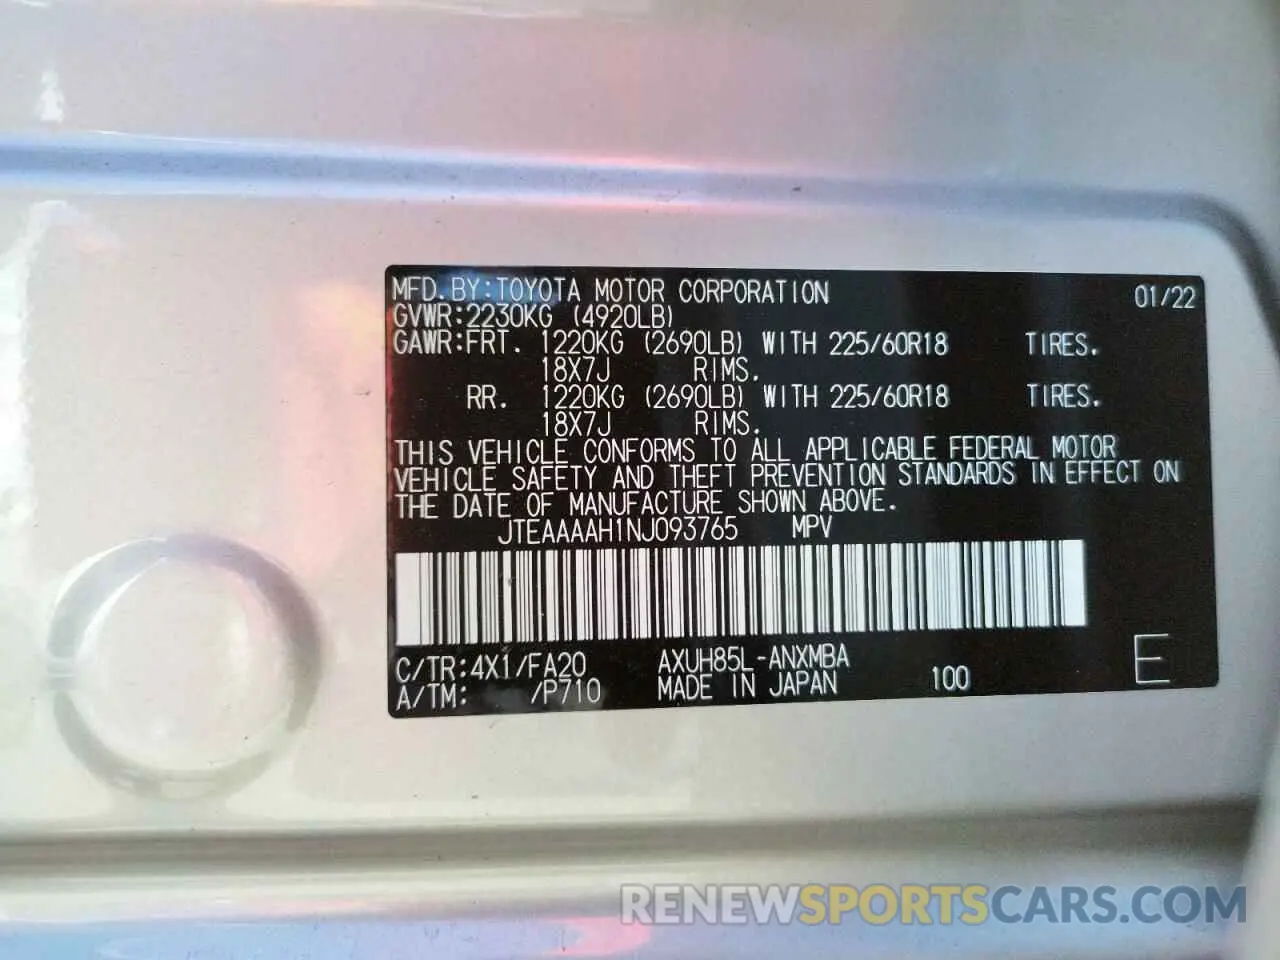 MFD. BY: TOYOTA MOTOR CORPORATION 01/22
GVWR: 2230KG (4920LB)
GAWR: FRT. 1220KG (2690LB) WITH 225/60R18 TIRES.
18X7J RIMS.
RR. 1220KG (2690LB) WITH 225/60R18 TIRES.
18X7J RIMS.
THIS VEHICLE CONFORMS TO ALL APPLICABLE FEDERAL MOTOR
VEHICLE SAFETY AND THEFT PREVENTION STANDARDS IN EFFECT ON
THE DATE OF MANUFACTURE SHOWN ABOVE.
JTEAAAAH1NJ093765 MPV
C/TR: 4X1/FA20 AXUH85L-ANXMBA
A/TM: /P710 MADE IN JAPAN 100 E
RENEWSPORTSCARS.COM